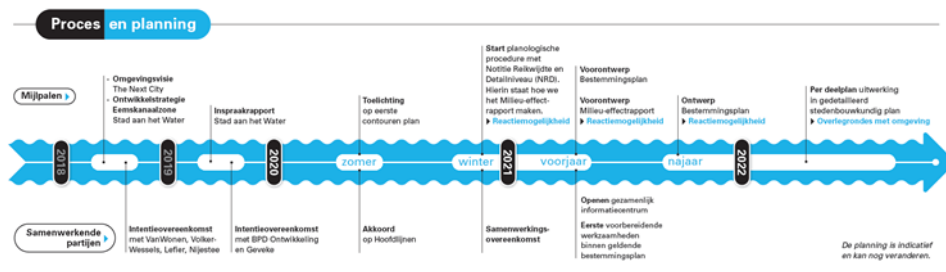 Proces en planning
Mijlpalen
- Omgevingsvisie
The Next City
- Ontwikkelstrategie
Eemskanaalzone
Stad aan het Water
Inspraakrapport
Stad aan het Water
Toelichting
op eerste
contouren plan
Start planologische
procedure met
Notitie Reikwijdte en
Detailniveau (NRD).
Hierin staat hoe we
het Milieu-effect-
rapport maken.
Reactiemogelijkheid
Voorontwerp
Bestemmingsplan
Voorontwerp
Milieu-effectrapport
Reactiemogelijkheid
Ontwerp
Bestemmingsplan
Reactiemogelijkheid
Per deelplan uitwerking
in gedetailleerd
stedenbouwkundig plan
Overlegrondes met omgeving
2018
2019
2020
zomer
winter
2021
voorjaar
najaar
2022
Samenwerkende
partijen
Intentieovereenkomst
met VanWonen, Volker-
Wessels, Lefier, Nijestee
Intentieovereenkomst
met BPD Ontwikkeling
en Geveke
Akkoord
op Hoofdlijnen
Samenwerkings-
overeenkomst
Openen gezamenlijk
informatiecentrum
Eerste voorbereidende
werkzaamheden
binnen geldende
bestemmingsplan
De planning is indicatief
en kan nog veranderen.